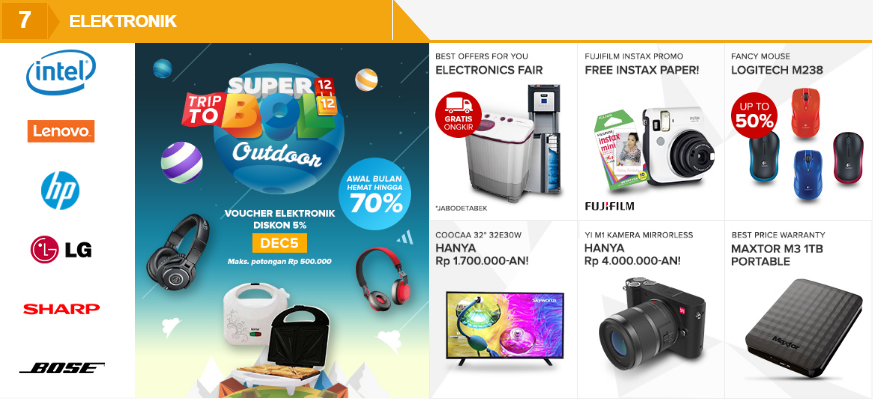 7 ELEKTRONIK
intel
Lenovo
hp
LG
SHARP
BOSE
SUPER
12
12
TRIP
TO
BOL
Outdoor
AWAL BULAN
HEMAT HINGGA
70%
VOUCHER ELEKTRONIK
DISKON 5%
DEC5
Maks. potongan Rp 500.000
BEST OFFERS FOR YOU
ELECTRONICS FAIR
GRATIS
ONGKIR
*JABODETABEK
FUJIFILM INSTAX PROMO
FREE INSTAX PAPER!
instax
mini
FUJIFILM
FANCY MOUSE
LOGITECH M238
UP TO
50%
COOCAA 32" 32E30W
HANYA
Rp 1.700.000-AN!
Skyworth
YI M1 KAMERA MIRRORLESS
HANYA
Rp 4.000.000-AN!
BEST PRICE WARRANTY
MAXTOR M3 1TB
PORTABLE
Maxtor